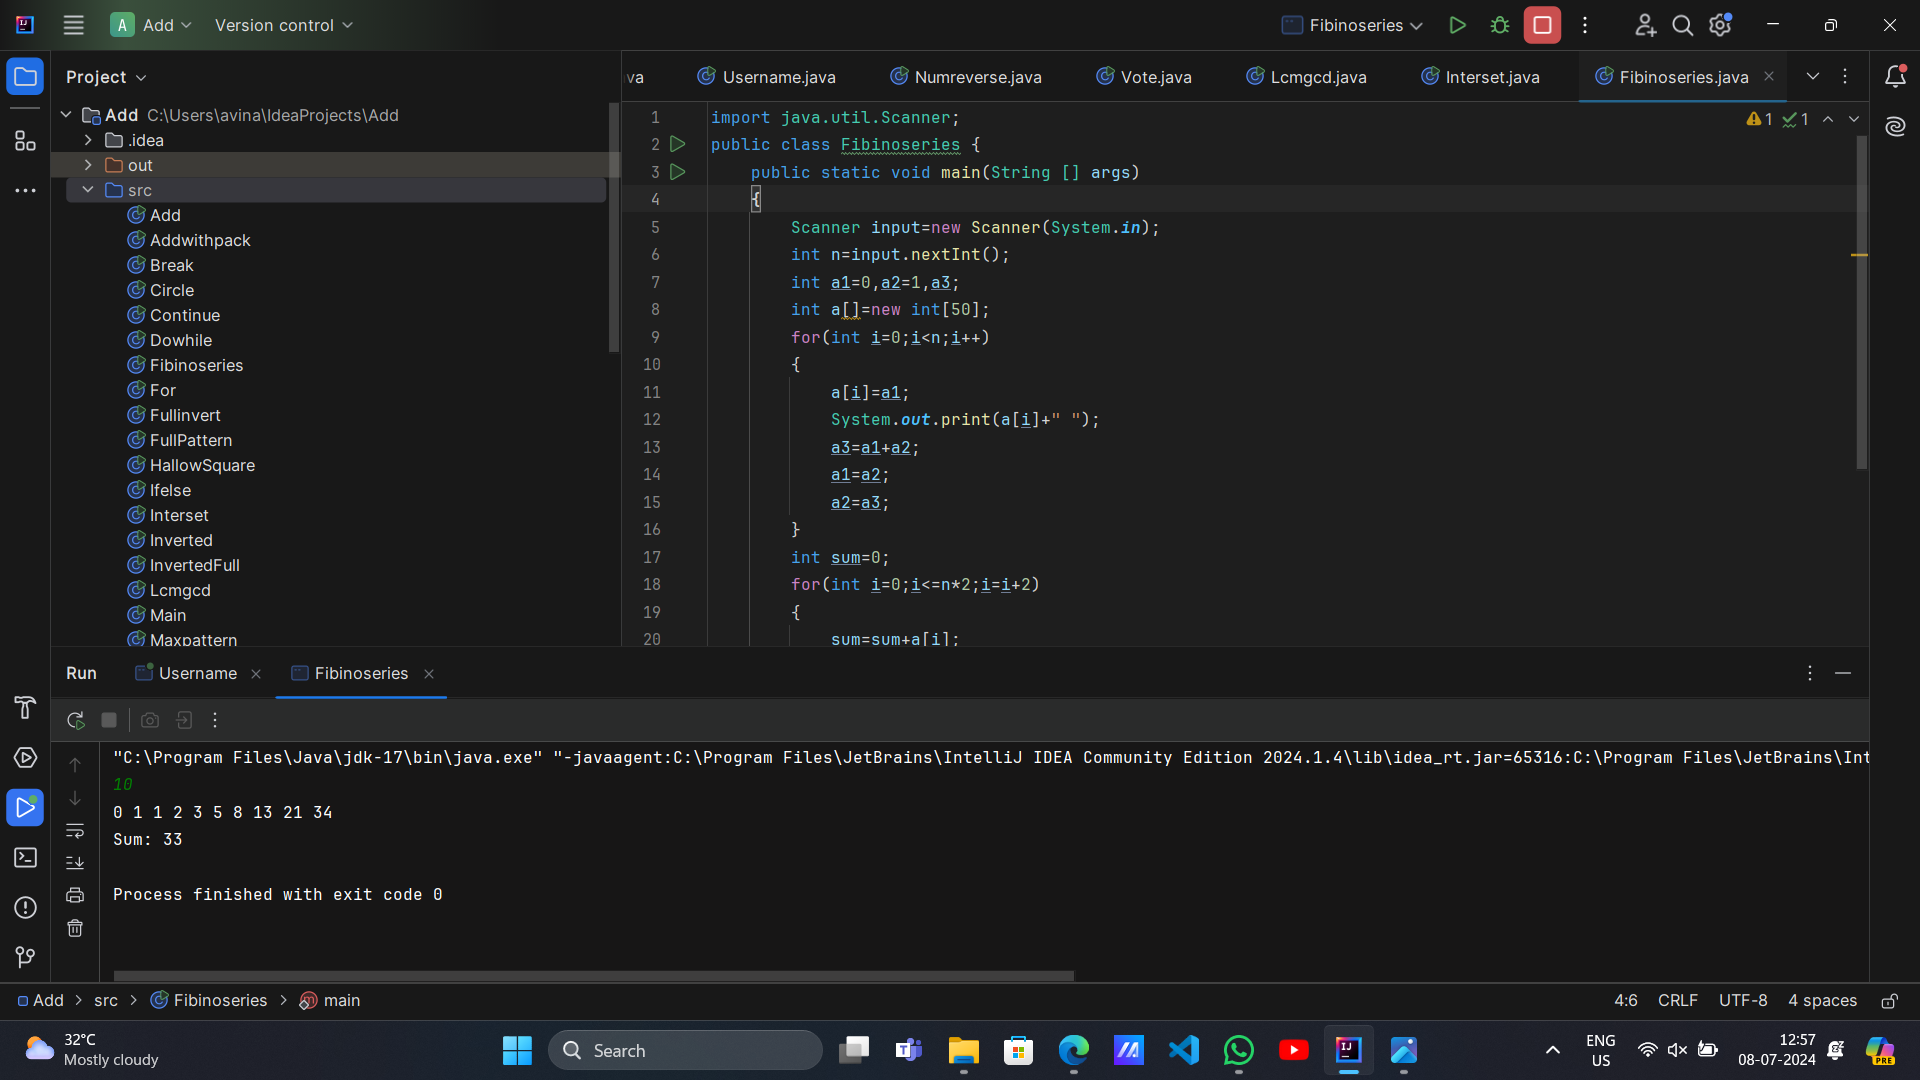 A Add Version control Fibinoseries
Project
va Username.java Numreverse.java Vote.java Lcmgcd.java Interset.java Fibinoseries.java
Add C:\Users\avina\IdeaProjects\Add
.idea
out
src
Add
Addwithpack
Break
Circle
Continue
Dowhile
Fibinoseries
For
Fullinvert
FullPattern
HallowSquare
Ifelse
Interset
Inverted
InvertedFull
Lcmgcd
Main
Maxpattern
1 import java.util.Scanner;
2 public class Fibinoseries {
3 public static void main(String [] args)
4 {
5 Scanner input=new Scanner(System.in);
6 int n=input.nextInt();
7 int a1=0,a2=1,a3;
8 int a[]=new int[50];
9 for(int i=0;i<n;i++)
10 {
11 a[i]=a1;
12 System.out.print(a[i]+" ");
13 a3=a1+a2;
14 a1=a2;
15 a2=a3;
16 }
17 int sum=0;
18 for(int i=0;i<=n*2;i=i+2)
19 {
20 sum=sum+a[i];
1 1
Run Username Fibinoseries
"C:\Program Files\Java\jdk-17\bin\java.exe" "-javaagent:C:\Program Files\JetBrains\IntelliJ IDEA Community Edition 2024.1.4\lib\idea_rt.jar=65316:C:\Program Files\JetBrains\Int
10
0 1 1 2 3 5 8 13 21 34
Sum: 33
Process finished with exit code 0
Add > src > Fibinoseries > main 4:6 CRLF UTF-8 4 spaces
32°C
Mostly cloudy
Search
ENG
US
12:57
08-07-2024
PRE